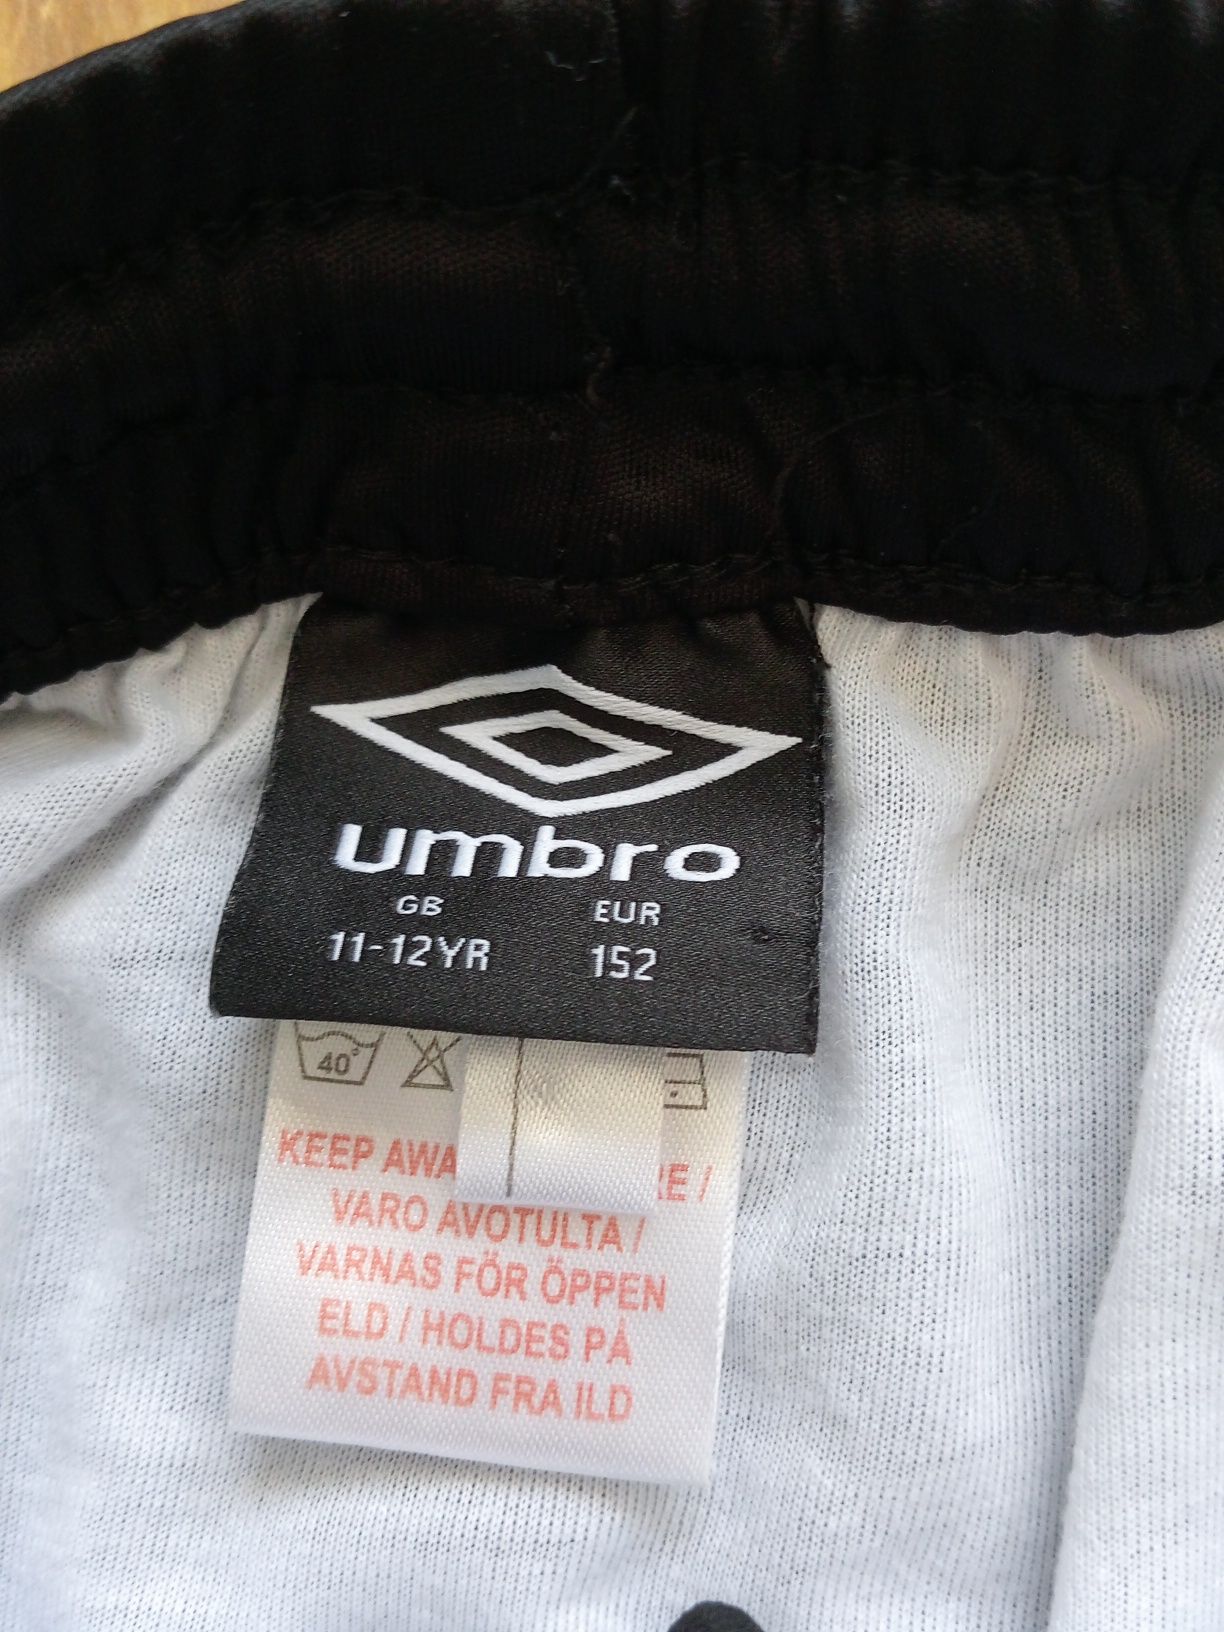 umbro
GB EUR
11-12YR 152
40°
KEEP AWA RE /
VARO AVOTULTA /
VARNAS FÖR ÖPPEN
ELD / HOLDES PÅ
AVSTAND FRA ILD